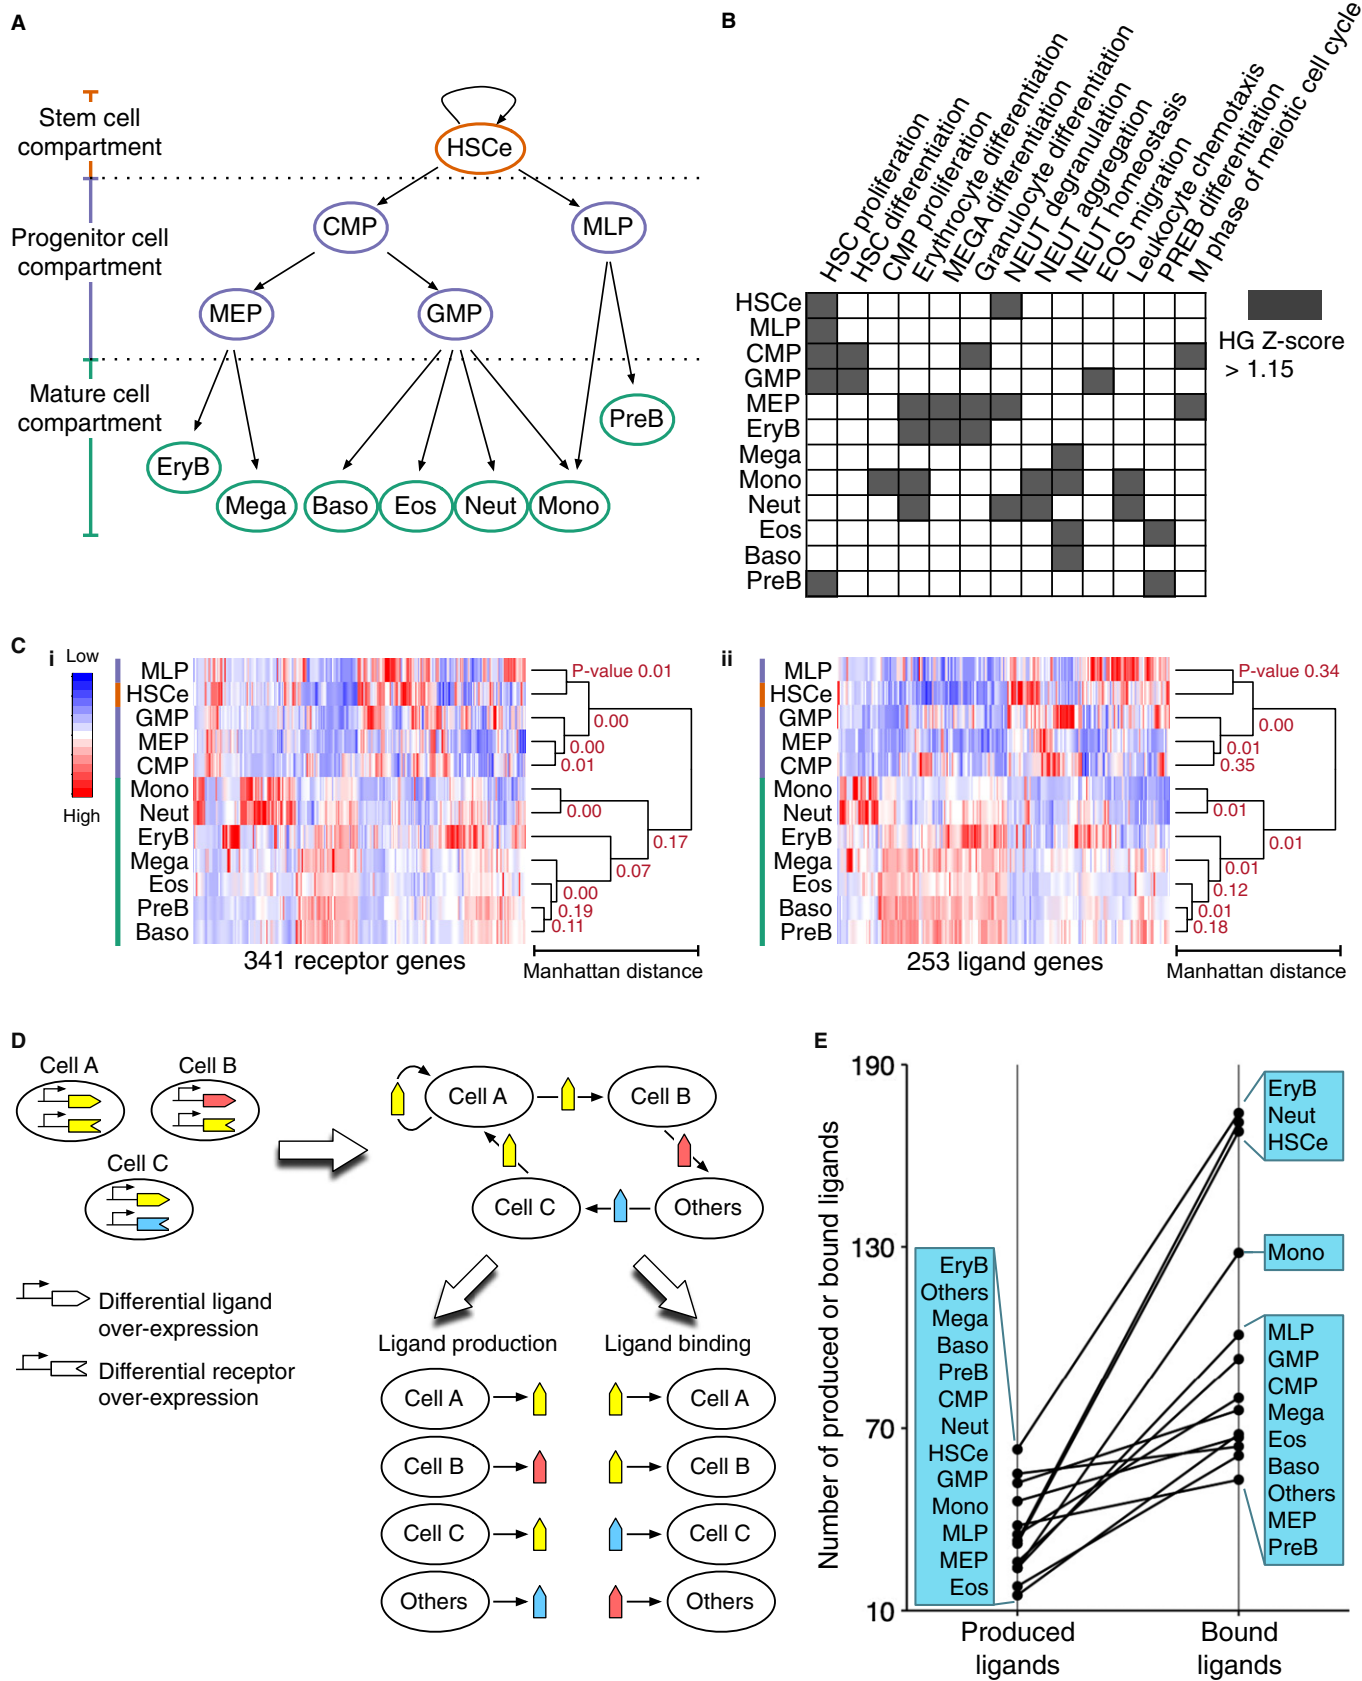 A
Stem cell
compartment
Progenitor cell
compartment
Mature cell
compartment
HSCe
CMP
MLP
MEP
GMP
PreB
EryB
Mega
Baso
Eos
Neut
Mono
B
HSC proliferation
HSC differentiation
CMP proliferation
Erythrocyte differentiation
MEGA differentiation
Granulocyte differentiation
NEUT degranulation
NEUT aggregation
NEUT homeostasis
EOS migration
Leukocyte chemotaxis
PREB differentiation
M phase of meiotic cell cycle
HSCe
MLP
CMP
GMP
MEP
EryB
Mega
Mono
Neut
Eos
Baso
PreB
HG Z-score
> 1.15
C
i
Low
High
MLP
HSCe
GMP
MEP
CMP
Mono
Neut
EryB
Mega
Eos
PreB
Baso
P-value 0.01
0.00
0.00
0.01
0.00
0.17
0.07
0.00
0.19
0.11
341 receptor genes
Manhattan distance
ii
MLP
HSCe
GMP
MEP
CMP
Mono
Neut
EryB
Mega
Eos
Baso
PreB
P-value 0.34
0.00
0.01
0.35
0.01
0.01
0.01
0.12
0.01
0.18
253 ligand genes
Manhattan distance
D
Cell A
Cell B
Cell C
Differential ligand
over-expression
Differential receptor
over-expression
Cell A
Cell B
Cell C
Others
Ligand production
Cell A
Cell B
Cell C
Others
Ligand binding
Cell A
Cell B
Cell C
Others
E
Number of produced or bound ligands
190
130
70
10
EryB
Others
Mega
Baso
PreB
CMP
Neut
HSCe
GMP
Mono
MLP
MEP
Eos
EryB
Neut
HSCe
Mono
MLP
GMP
CMP
Mega
Eos
Baso
Others
MEP
PreB
Produced
ligands
Bound
ligands